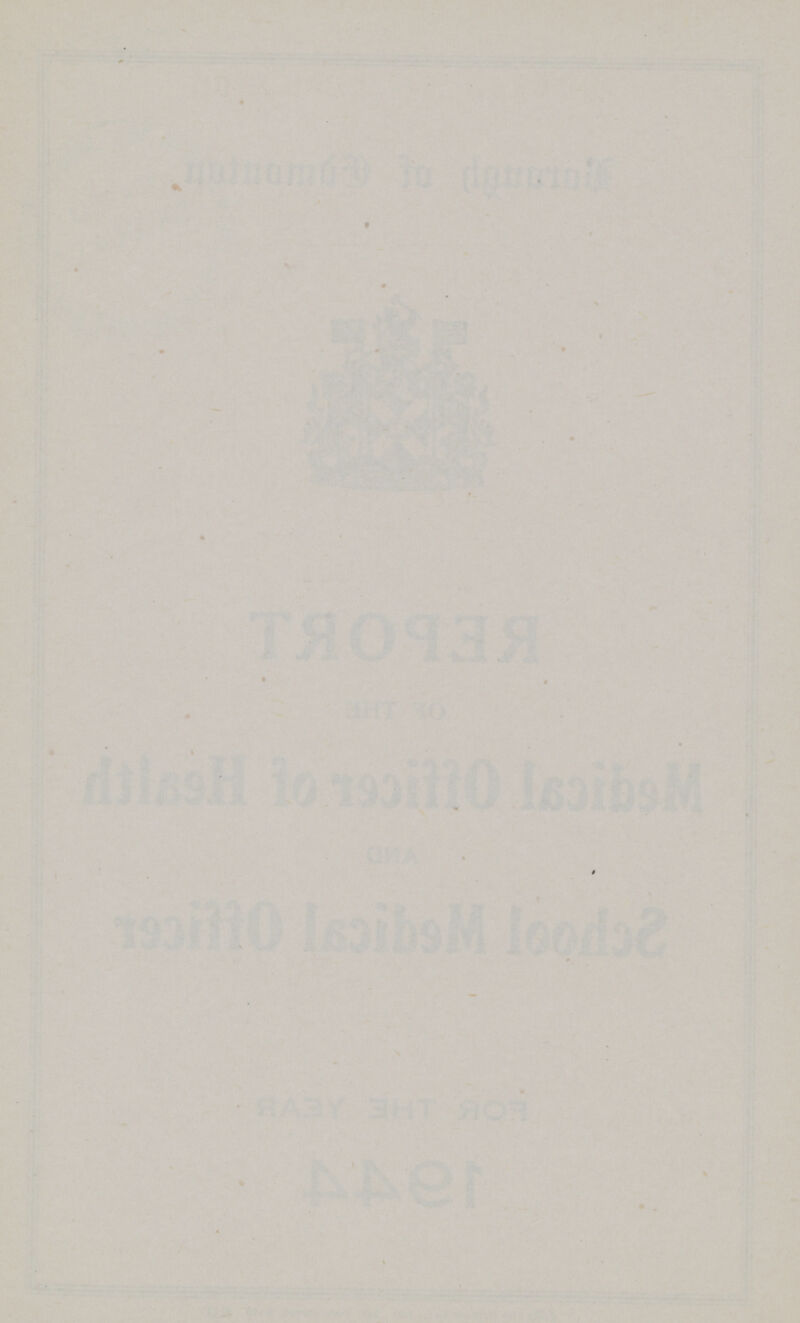 Borough of Edmonton
REPORT
OF THE
Medical Officer of Health
AND
School Medical Officer
FOR THE YEAR
1944